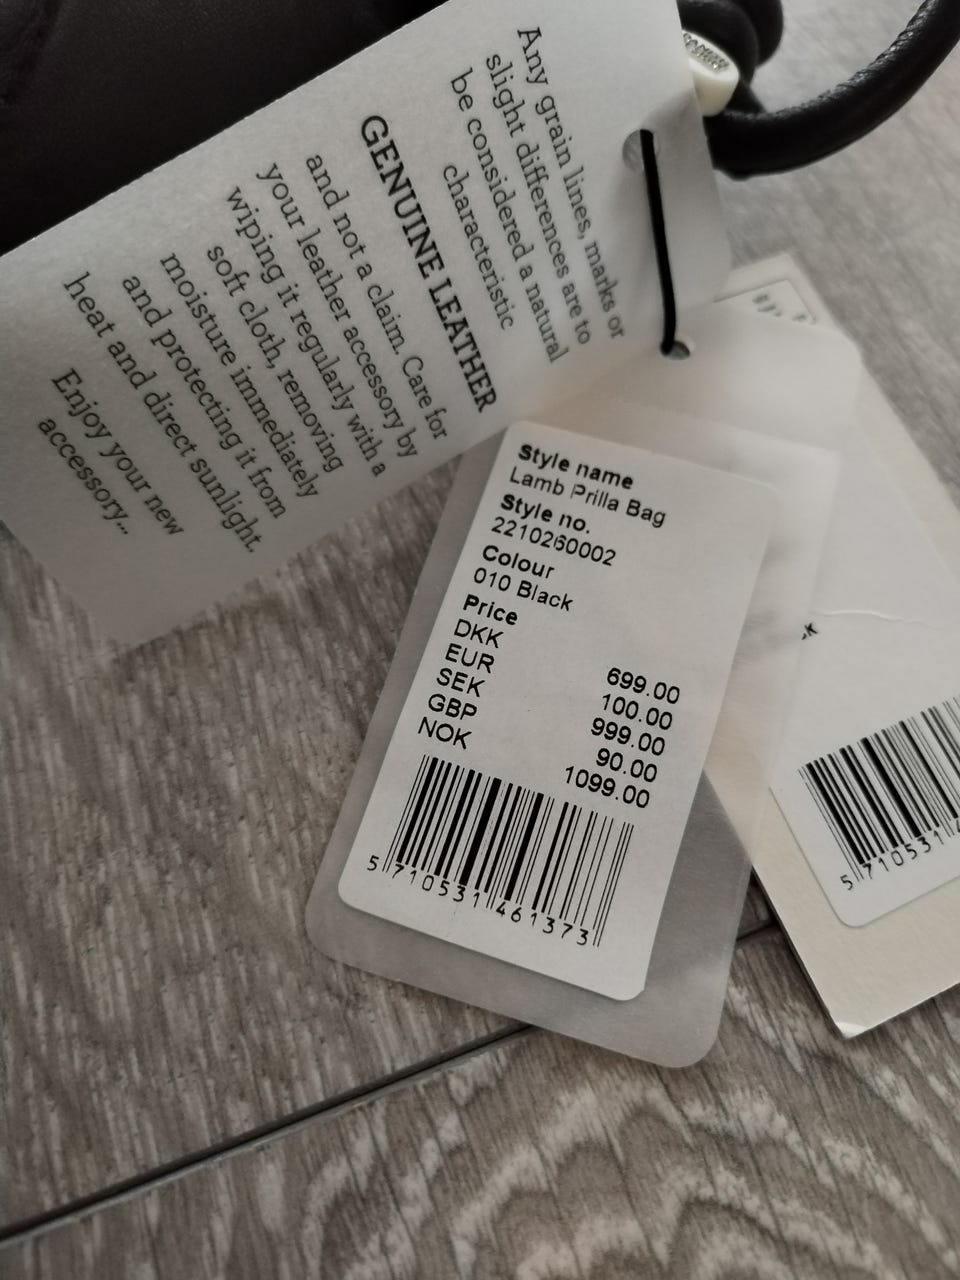 Any grain lines, marks or
slight differences are to
be considered a natural
characteristic
GENUINE LEATHER
and not a claim. Care for
your leather accessory by
wiping it regularly with a
soft cloth, removing
moisture immediately
and protecting it from
heat and direct sunlight.
Enjoy your new
accessory..
Style name
Lamb Prilla Bag
Style no.
2210260002
Colour
010 Black
Price
DKK 699.00
EUR 100.00
SEK 999.00
GBP 90.00
NOK 1099.00
5 710531 461373
5 710531